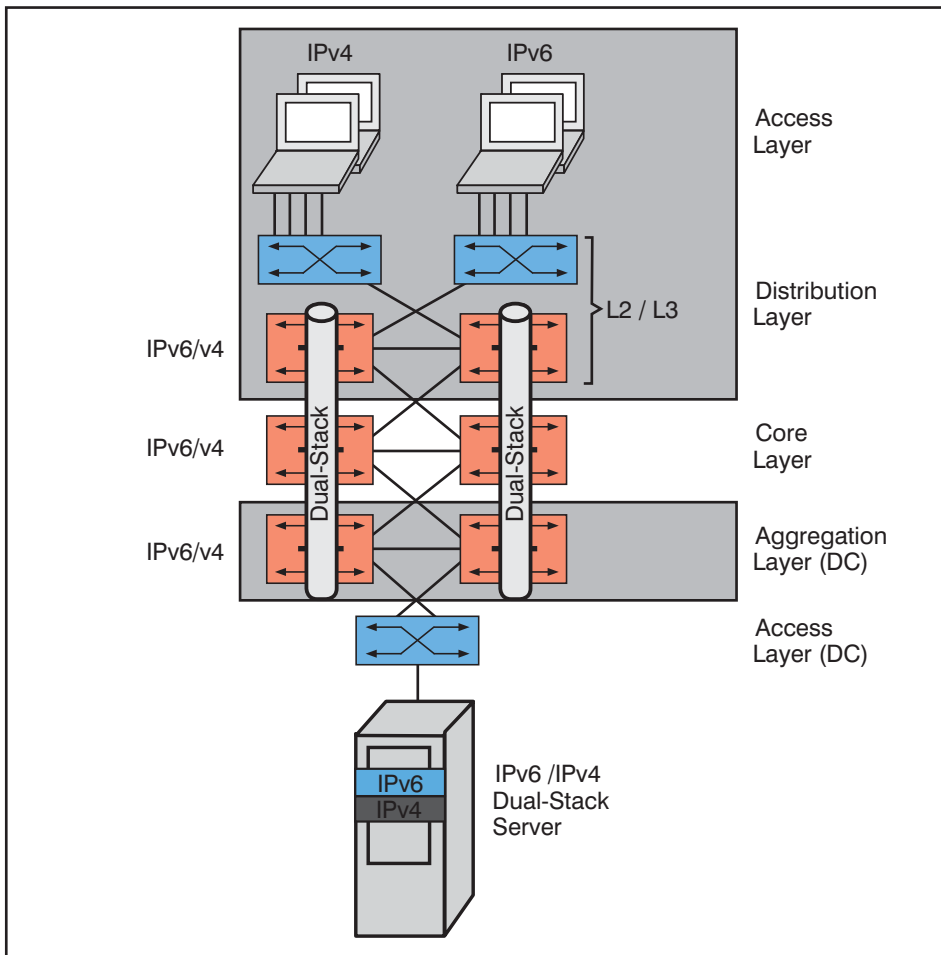 IPv4
IPv6
Access
Layer
Distribution
Layer
L2 / L3
IPv6/v4
Dual-Stack
Dual-Stack
IPv6/v4
Core
Layer
IPv6/v4
Aggregation
Layer (DC)
Access
Layer (DC)
IPv6
IPv4
IPv6 /IPv4
Dual-Stack
Server